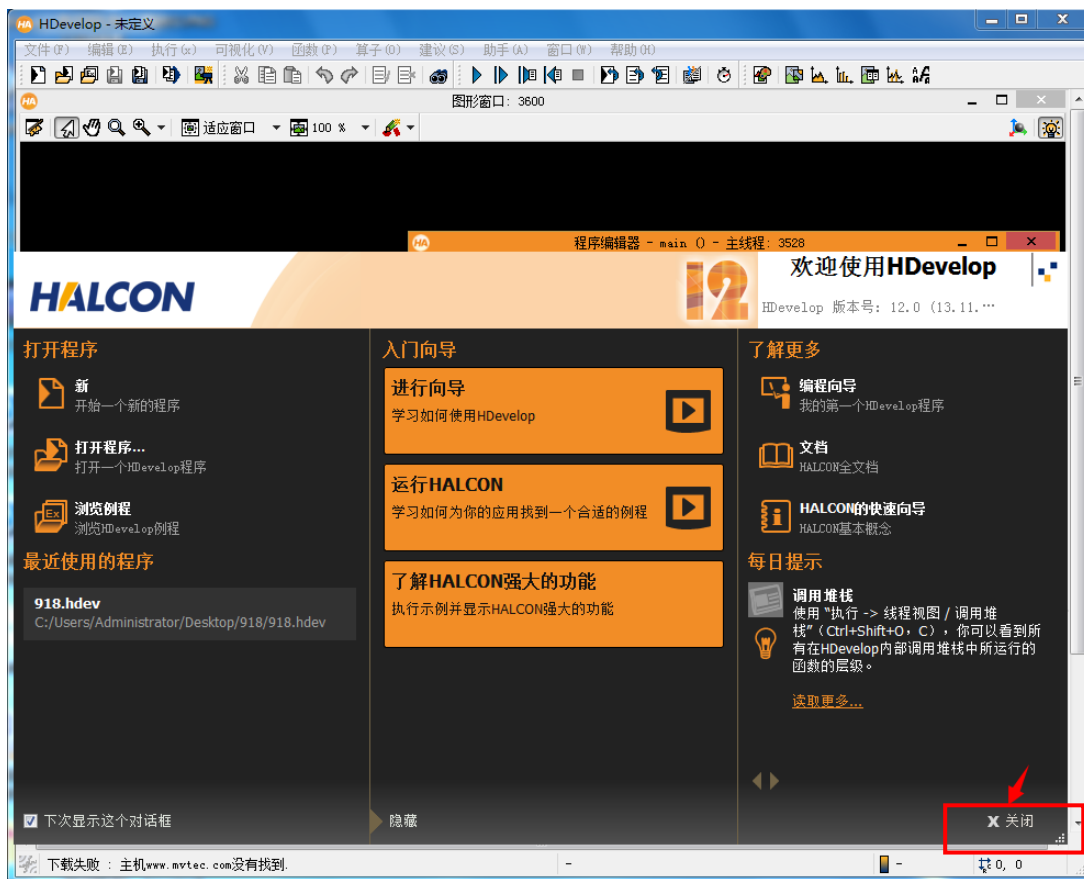 HDevelop - 未定义
文件(F) 编辑(E) 执行(x) 可视化(V) 函数(P) 算子(O) 建议(S) 助手(A) 窗口(W) 帮助(H)
图形窗口: 3600
适应窗口 100 %
程序编辑器 - main () - 主线程: 3528
HALCON
12
欢迎使用HDevelop
HDevelop 版本号: 12.0 (13.11.…
打开程序
新
开始一个新的程序
打开程序...
打开一个HDevelop程序
浏览例程
浏览HDevelop例程
最近使用的程序
918.hdev
C:/Users/Administrator/Desktop/918/918.hdev
下次显示这个对话框
入门向导
进行向导
学习如何使用HDevelop
运行HALCON
学习如何为你的应用找到一个合适的例程
了解HALCON强大的功能
执行示例并显示HALCON强大的功能
隐藏
了解更多
编程向导
我的第一个HDevelop程序
文档
HALCON全文档
HALCON的快速向导
HALCON基本概念
每日提示
调用堆栈
使用 "执行 -> 线程视图 / 调用堆
栈" (Ctrl+Shift+O, C) , 你可以看到所
有在HDevelop内部调用堆栈中所运行的
函数的层级。
读取更多...
X 关闭
下载失败 : 主机www.mvtec.com没有找到.
-
-
0, 0